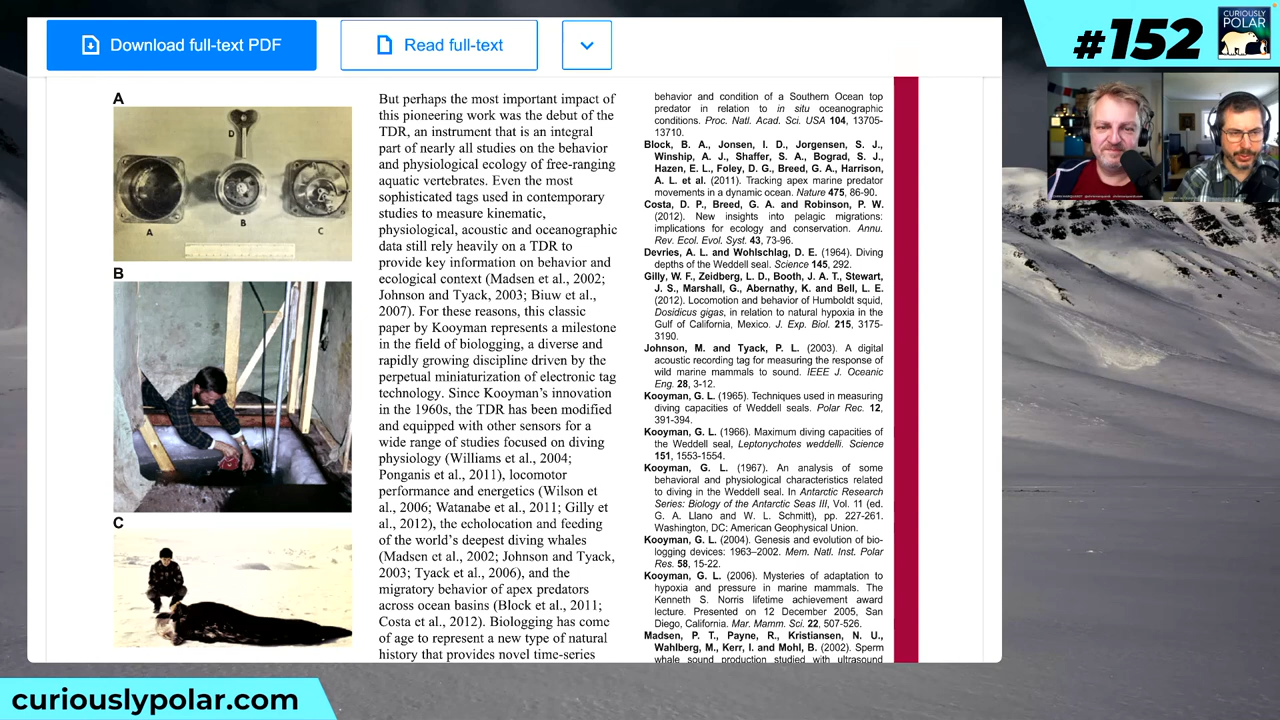 Download full-text PDF
Read full-text
#152
CURIOUSLY
POLAR
A
D
A
B
C
B
C
But perhaps the most important impact of
this pioneering work was the debut of the
TDR, an instrument that is an integral
part of nearly all studies on the behavior
and physiological ecology of free-ranging
aquatic vertebrates. Even the most
sophisticated tags used in contemporary
studies to measure kinematic,
physiological, acoustic and oceanographic
data still rely heavily on a TDR to
provide key information on behavior and
ecological context (Madsen et al., 2002;
Johnson and Tyack, 2003; Biuw et al.,
2007). For these reasons, this classic
paper by Kooyman represents a milestone
in the field of biologging, a diverse and
rapidly growing discipline driven by the
perpetual miniaturization of electronic tag
technology. Since Kooyman's innovation
in the 1960s, the TDR has been modified
and equipped with other sensors for a
wide range of studies focused on diving
physiology (Williams et al., 2004;
Ponganis et al., 2011), locomotor
performance and energetics (Wilson et
al., 2006; Watanabe et al., 2011; Gilly et
al., 2012), the echolocation and feeding
of the world's deepest diving whales
(Madsen et al., 2002; Johnson and Tyack,
2003; Tyack et al., 2006), and the
migratory behavior of apex predators
across ocean basins (Block et al., 2011;
Costa et al., 2012). Biologging has come
of age to represent a new type of natural
history that provides novel time-series
behavior and condition of a Southern Ocean top
predator in relation to in situ oceanographic
conditions. Proc. Natl. Acad. Sci. USA 104, 13705-
13710.
Block, B. A., Jonsen, I. D., Jorgensen, S. J.,
Winship, A. J., Shaffer, S. A., Bograd, S. J.,
Hazen, E. L., Foley, D. G., Breed, G. A., Harrison,
A. L. et al. (2011). Tracking apex marine predator
movements in a dynamic ocean. Nature 475, 86-90.
Costa, D. P., Breed, G. A. and Robinson, P. W.
(2012). New insights into pelagic migrations:
implications for ecology and conservation. Annu.
Rev. Ecol. Evol. Syst. 43, 73-96.
Devries, A. L. and Wohlschlag, D. E. (1964). Diving
depths of the Weddell seal. Science 145, 292.
Gilly, W. F., Zeidberg, L. D., Booth, J. A. T., Stewart,
J. S., Marshall, G., Abernathy, K. and Bell, L. E.
(2012). Locomotion and behavior of Humboldt squid,
Dosidicus gigas, in relation to natural hypoxia in the
Gulf of California, Mexico. J. Exp. Biol. 215, 3175-
3190.
Johnson, M. and Tyack, P. L. (2003). A digital
acoustic recording tag for measuring the response of
wild marine mammals to sound. IEEE J. Oceanic
Eng. 28, 3-12.
Kooyman, G. L. (1965). Techniques used in measuring
diving capacities of Weddell seals. Polar Rec. 12,
391-394.
Kooyman, G. L. (1966). Maximum diving capacities of
the Weddell seal, Leptonychotes weddelli. Science
151, 1553-1554.
Kooyman, G. L. (1967). An analysis of some
behavioral and physiological characteristics related
to diving in the Weddell seal. In Antarctic Research
Series: Biology of the Antarctic Seas III, Vol. 11 (ed.
G. A. Llano and W. L. Schmitt), pp. 227-261.
Washington, DC: American Geophysical Union.
Kooyman, G. L. (2004). Genesis and evolution of bio-
logging devices: 1963–2002. Mem. Natl. Inst. Polar
Res. 58, 15-22.
Kooyman, G. L. (2006). Mysteries of adaptation to
hypoxia and pressure in marine mammals. The
Kenneth S. Norris lifetime achievement award
lecture. Presented on 12 December 2005, San
Diego, California. Mar. Mamm. Sci. 22, 507-526.
Madsen, P. T., Payne, R., Kristiansen, N. U.,
Wahlberg, M., Kerr, I. and Mohl, B. (2002). Sperm
whale sound production studied with ultrasound
curiouslypolar.com